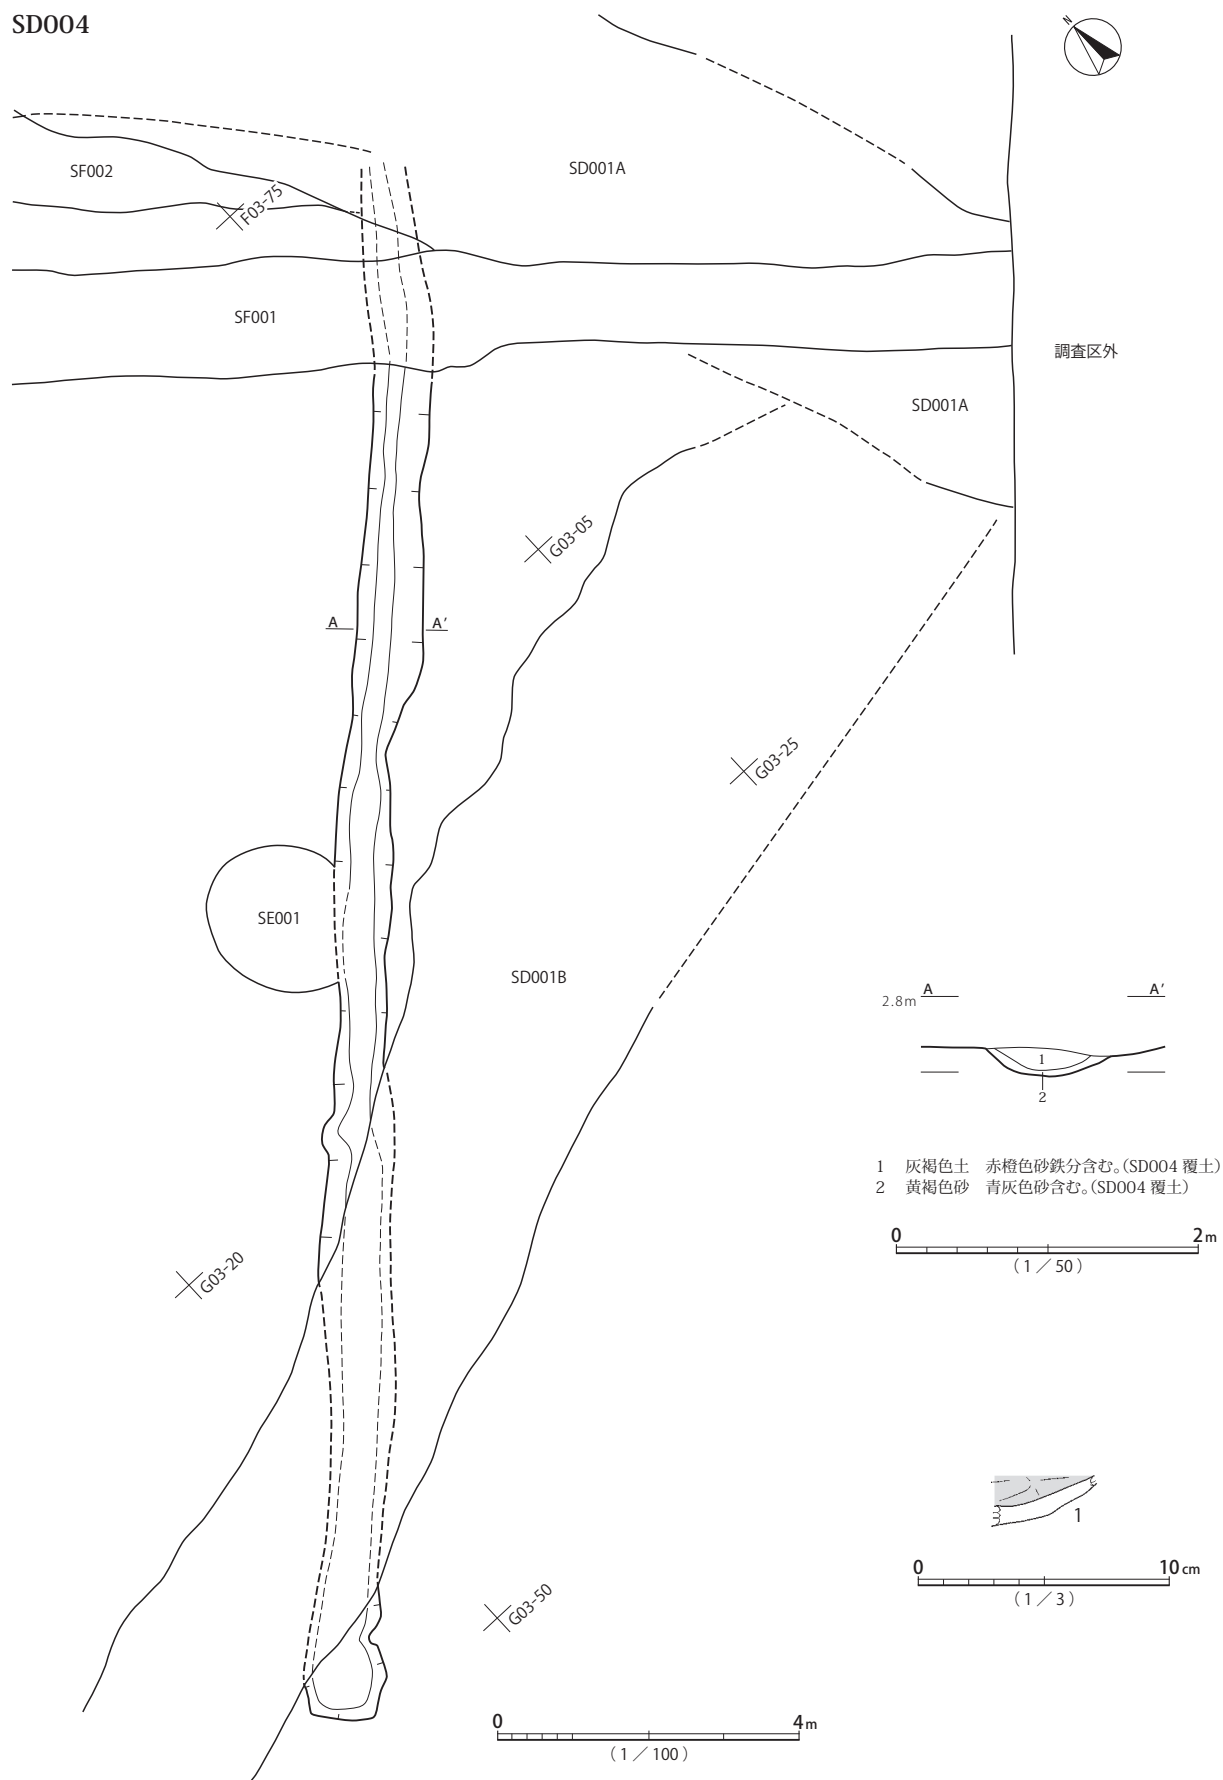 SD004
N
SF002
F03-75
SD001A
SF001
調査区外
SD001A
G03-05
A
A′
G03-25
SE001
SD001B
2.8m
A
A′
1
2
1 灰褐色土 赤橙色砂鉄分含む。(SD004 覆土)
2 黄褐色砂 青灰色砂含む。(SD004 覆土)
0 2m
(1/50)
G03-20
1
0 10cm
(1/3)
G03-50
0 4m
(1/100)